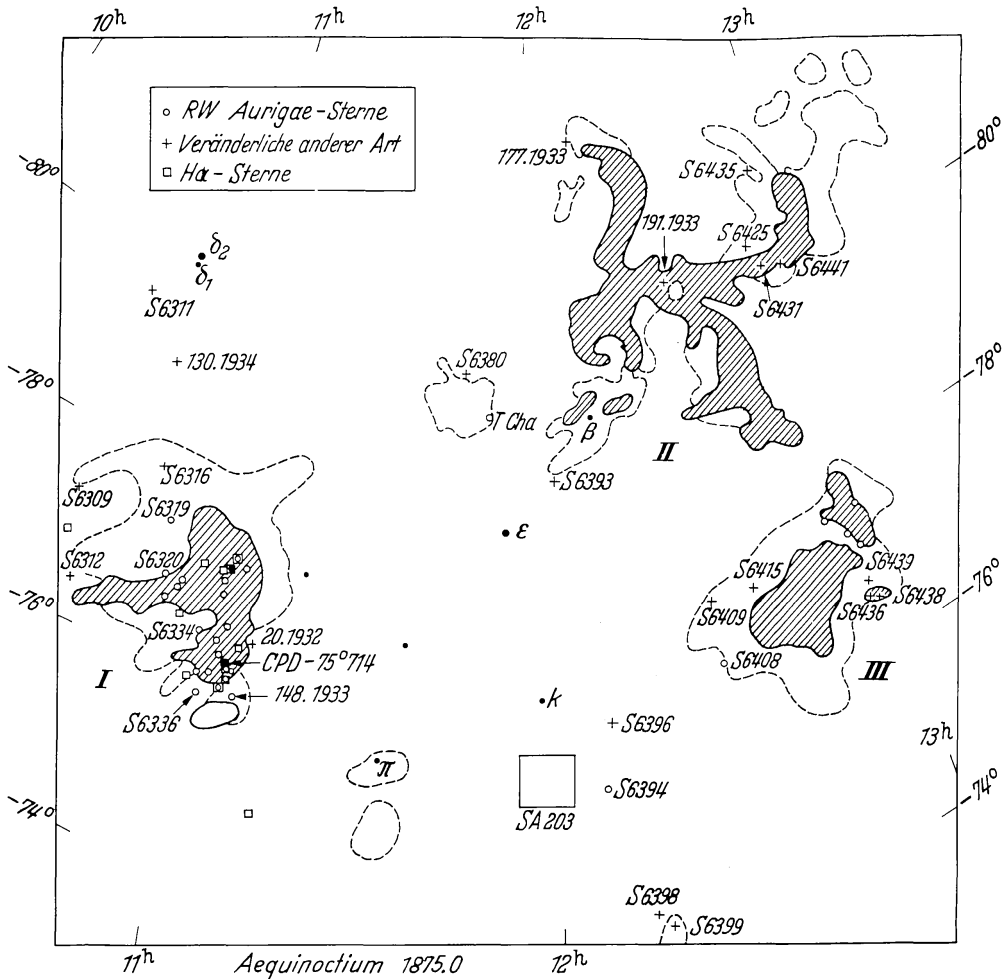 10h
11h
12h
13h
○ RW Aurigae-Sterne
+ Veränderliche anderer Art
□ Hα-Sterne
-80°
-80°
177.1933
S6435
191.1933
S6425
δ2
δ1
S6441
S6311
S6431
130.1934
S6380
-78°
-78°
T Cha
β
II
S6316
S6393
S6309
S6319
ε
S6312
S6320
S6439
S6415
-76°
-76°
S6409
S6436
S6438
S6334
20.1932
CPD-75°714
S6408
I
III
k
148.1933
S6336
S6396
13h
π
-74°
-74°
S6394
SA 203
S6398
S6399
11h
12h
Aequinoctium 1875.0